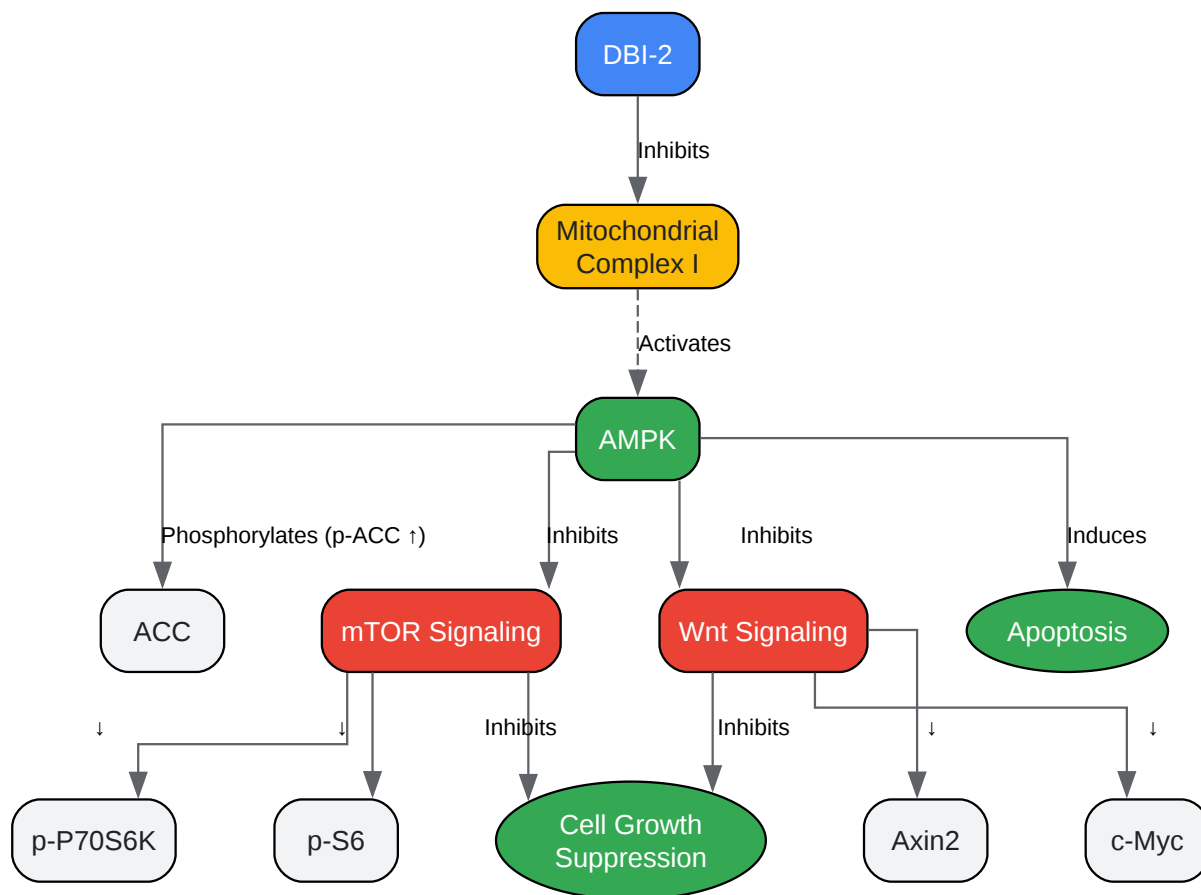 DBI-2
Inhibits
Mitochondrial
Complex I
Activates
AMPK
Phosphorylates (p-ACC ↑)
Inhibits
Inhibits
Induces
ACC
mTOR Signaling
Wnt Signaling
Apoptosis
↓
↓
Inhibits
Inhibits
↓
↓
p-P70S6K
p-S6
Cell Growth
Suppression
Axin2
c-Myc